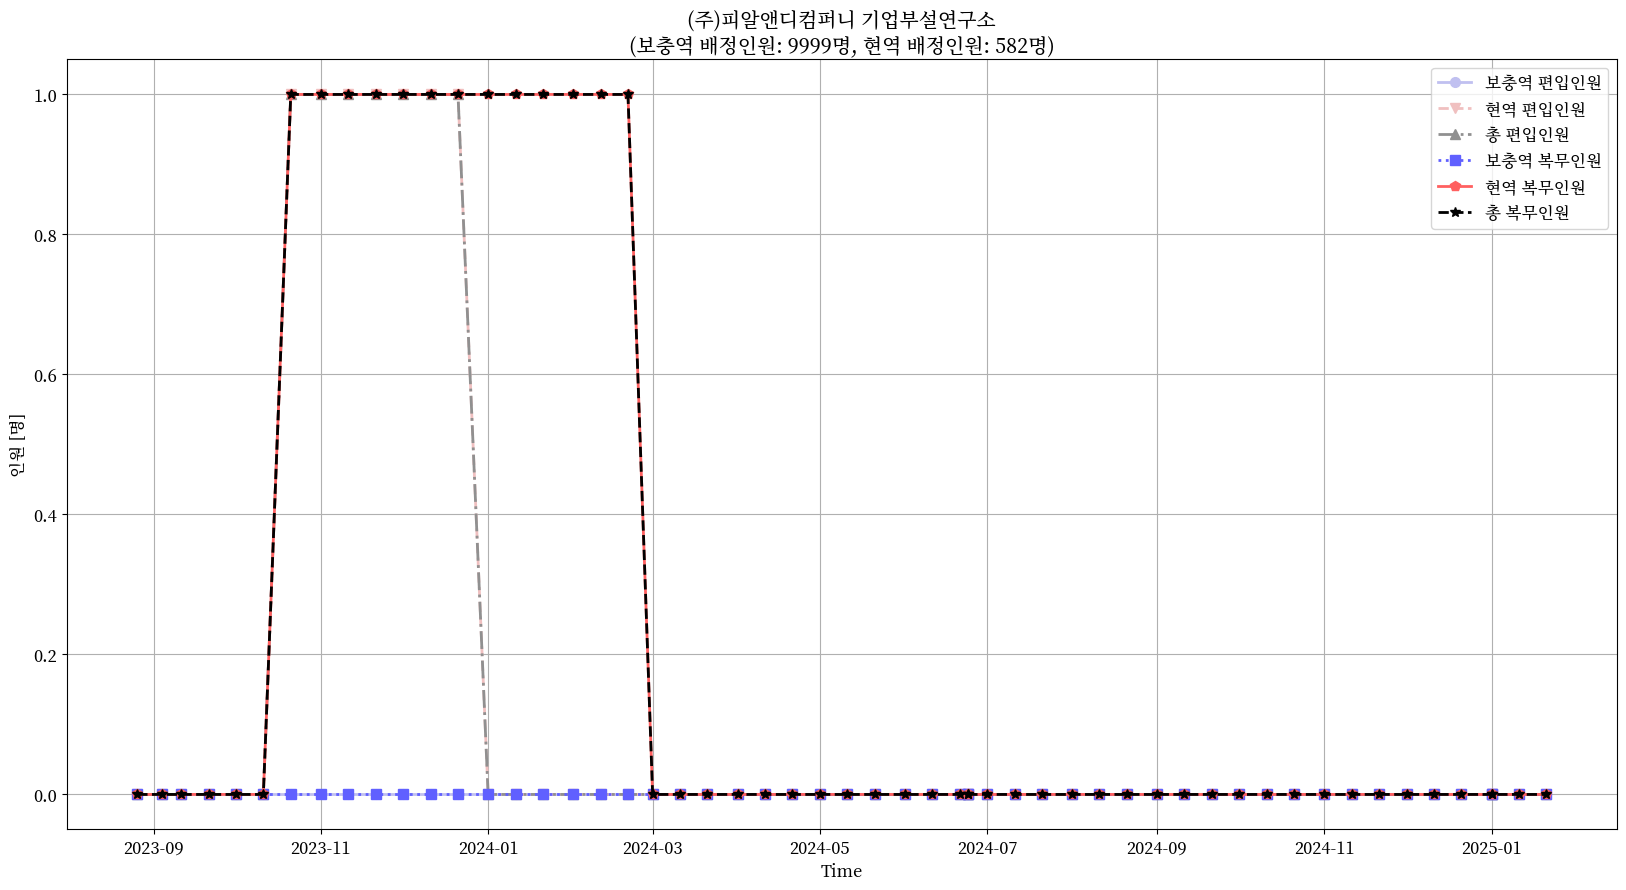 (주)피알앤디컴퍼니 기업부설연구소
(보충역 배정인원: 9999명, 현역 배정인원: 582명)
보충역 편입인원
현역 편입인원
총 편입인원
보충역 복무인원
현역 복무인원
총 복무인원
인원 [명]
1.0
0.8
0.6
0.4
0.2
0.0
2023-09
2023-11
2024-01
2024-03
2024-05
2024-07
2024-09
2024-11
2025-01
Time